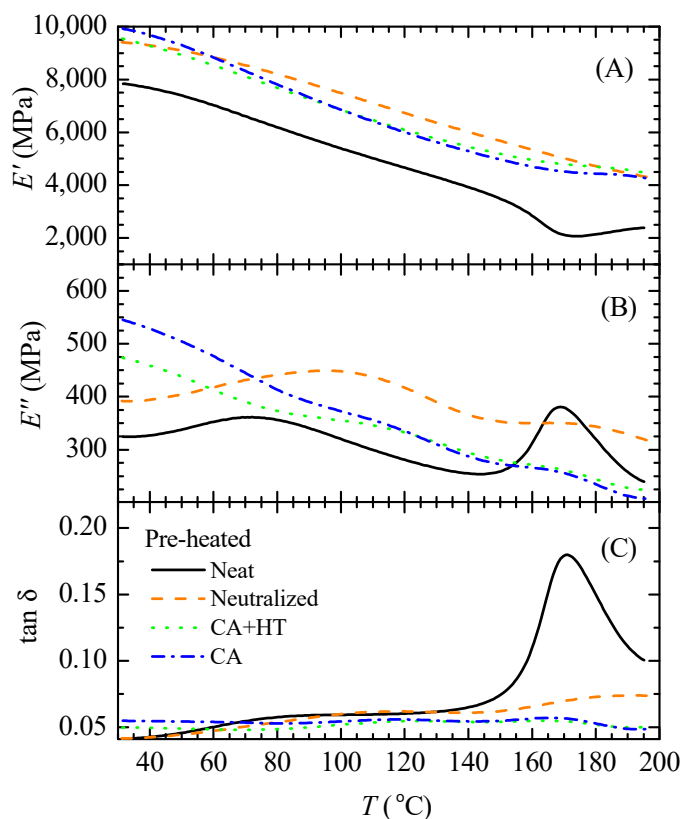 10,000
8,000
6,000
4,000
2,000
E′ (MPa)
(A)
600
500
400
300
E″ (MPa)
(B)
0.20
0.15
0.10
0.05
tan δ
(C)
Pre-heated
Neat
Neutralized
CA+HT
CA
40 60 80 100 120 140 160 180 200
T (°C)